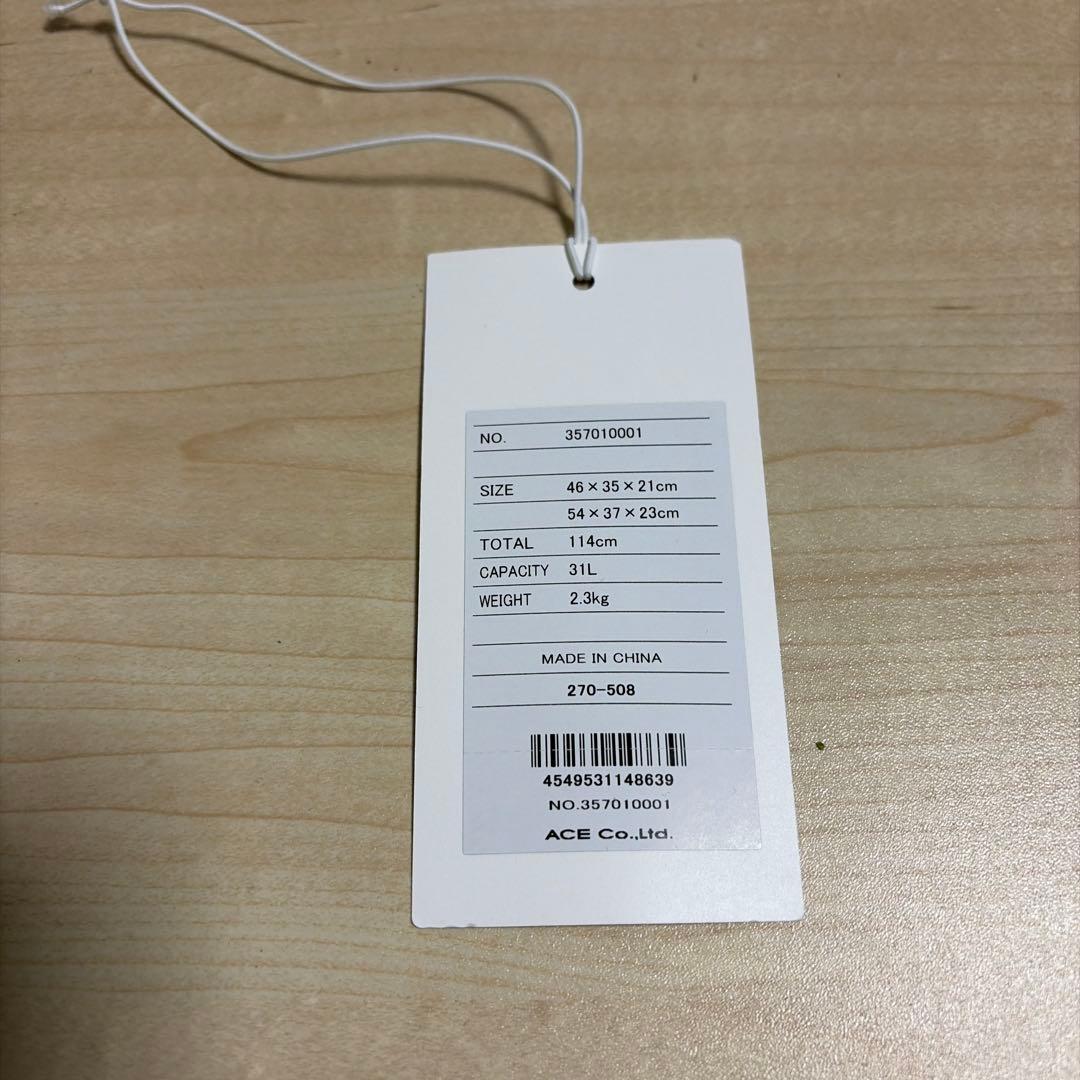 NO. 357010001
SIZE 46×35×21cm
54×37×23cm
TOTAL 114cm
CAPACITY 31L
WEIGHT 2.3kg
MADE IN CHINA
270-508
4549531148639
NO.357010001
ACE Co.,Ltd.